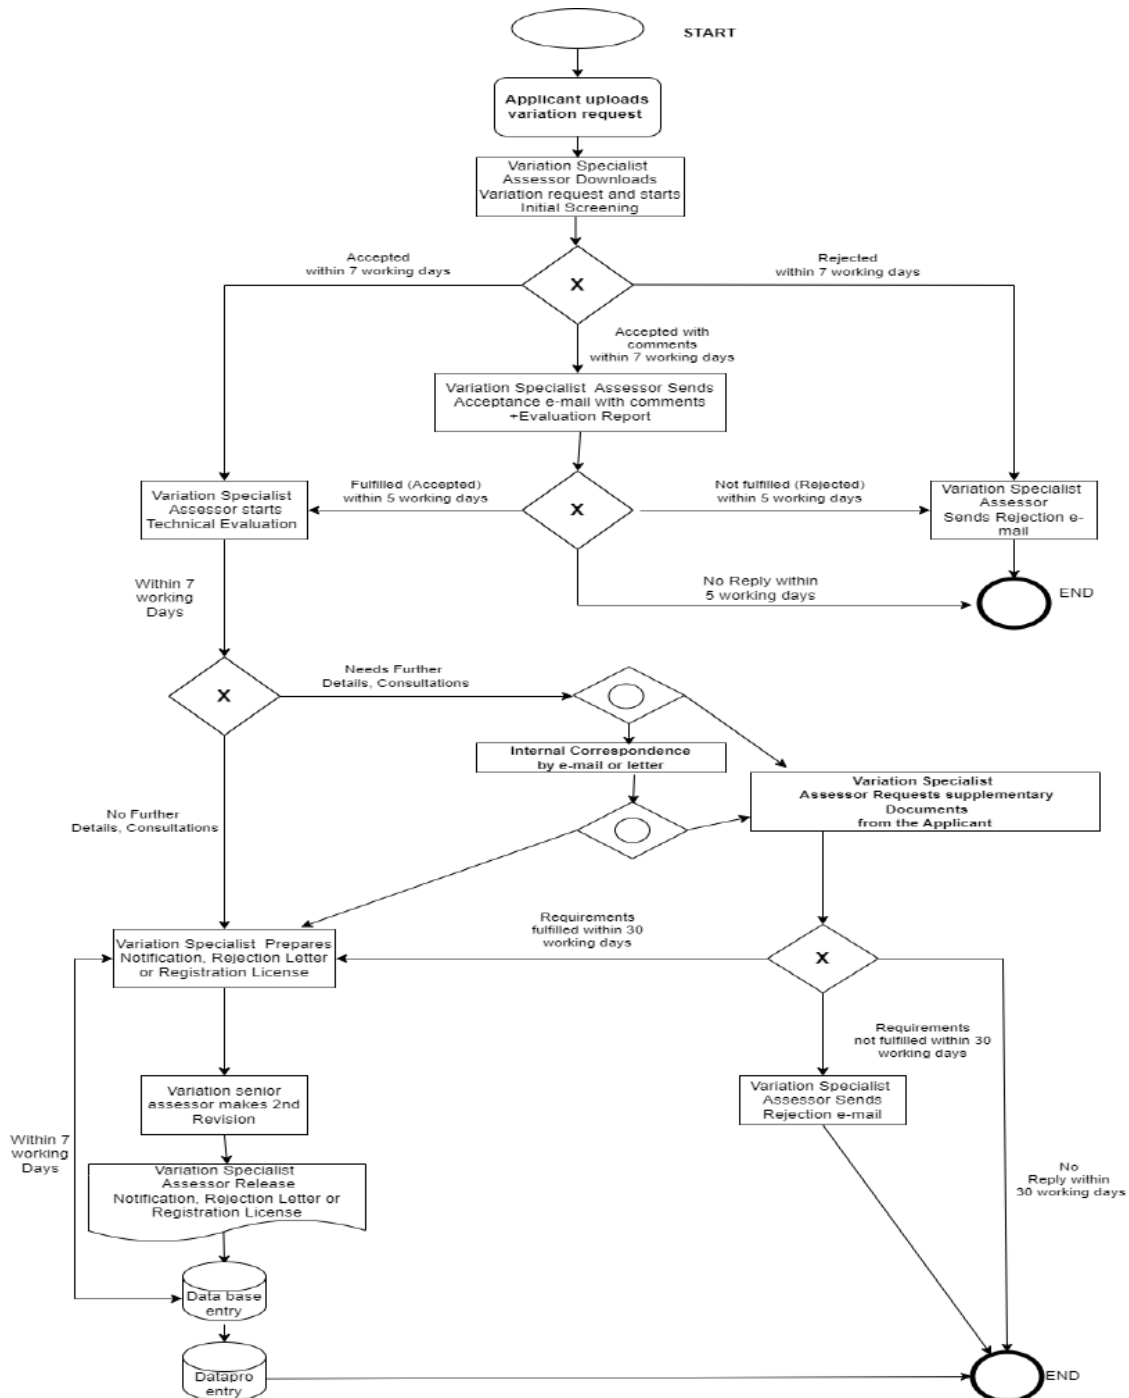 START
Applicant uploads
variation request
Variation Specialist
Assessor Downloads
Variation request and starts
Initial Screening
Accepted
within 7 working days
X
Rejected
within 7 working days
Accepted with
comments
within 7 working days
Variation Specialist Assessor Sends
Acceptance e-mail with comments
+Evaluation Report
Variation Specialist
Assessor starts
Technical Evaluation
Fulfilled (Accepted)
within 5 working days
X
Not fulfilled (Rejected)
within 5 working days
Variation Specialist
Assessor
Sends Rejection e-
mail
Within 7
working
Days
No Reply within
5 working days
END
X
Needs Further
Details, Consultations
Internal Correspondence
by e-mail or letter
Variation Specialist
Assessor Requests supplementary
Documents
from the Applicant
No Further
Details, Consultations
Variation Specialist Prepares
Notification, Rejection Letter
or Registration License
Requirements
fulfilled within 30
working days
X
Requirements
not fulfilled within 30
working days
Variation senior
assessor makes 2nd
Revision
Variation Specialist
Assessor Sends
Rejection e-mail
Within 7
working
Days
Variation Specialist
Assessor Release
Notification, Rejection Letter or
Registration License
No
Reply within
30 working days
Data base
entry
Datapro
entry
END